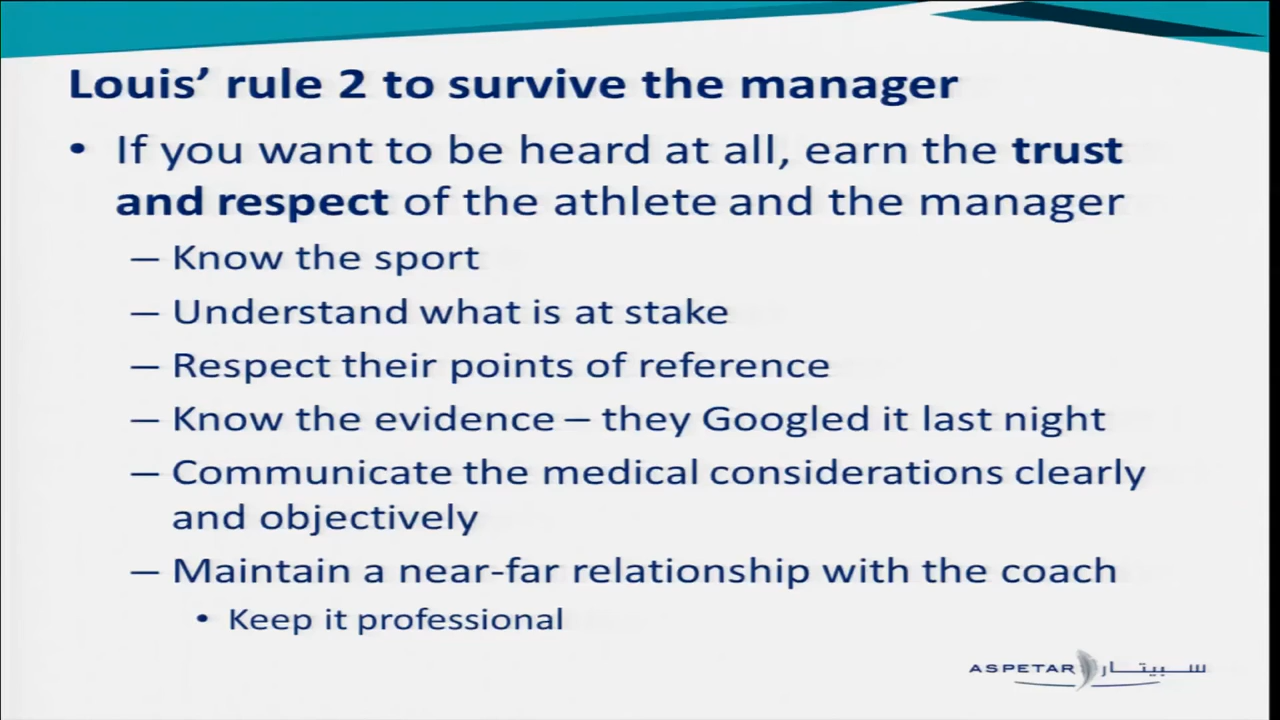 Louis’ rule 2 to survive the manager
• If you want to be heard at all, earn the trust
and respect of the athlete and the manager
– Know the sport
– Understand what is at stake
– Respect their points of reference
– Know the evidence – they Googled it last night
– Communicate the medical considerations clearly
and objectively
– Maintain a near-far relationship with the coach
• Keep it professional
ASPETAR سبيتار